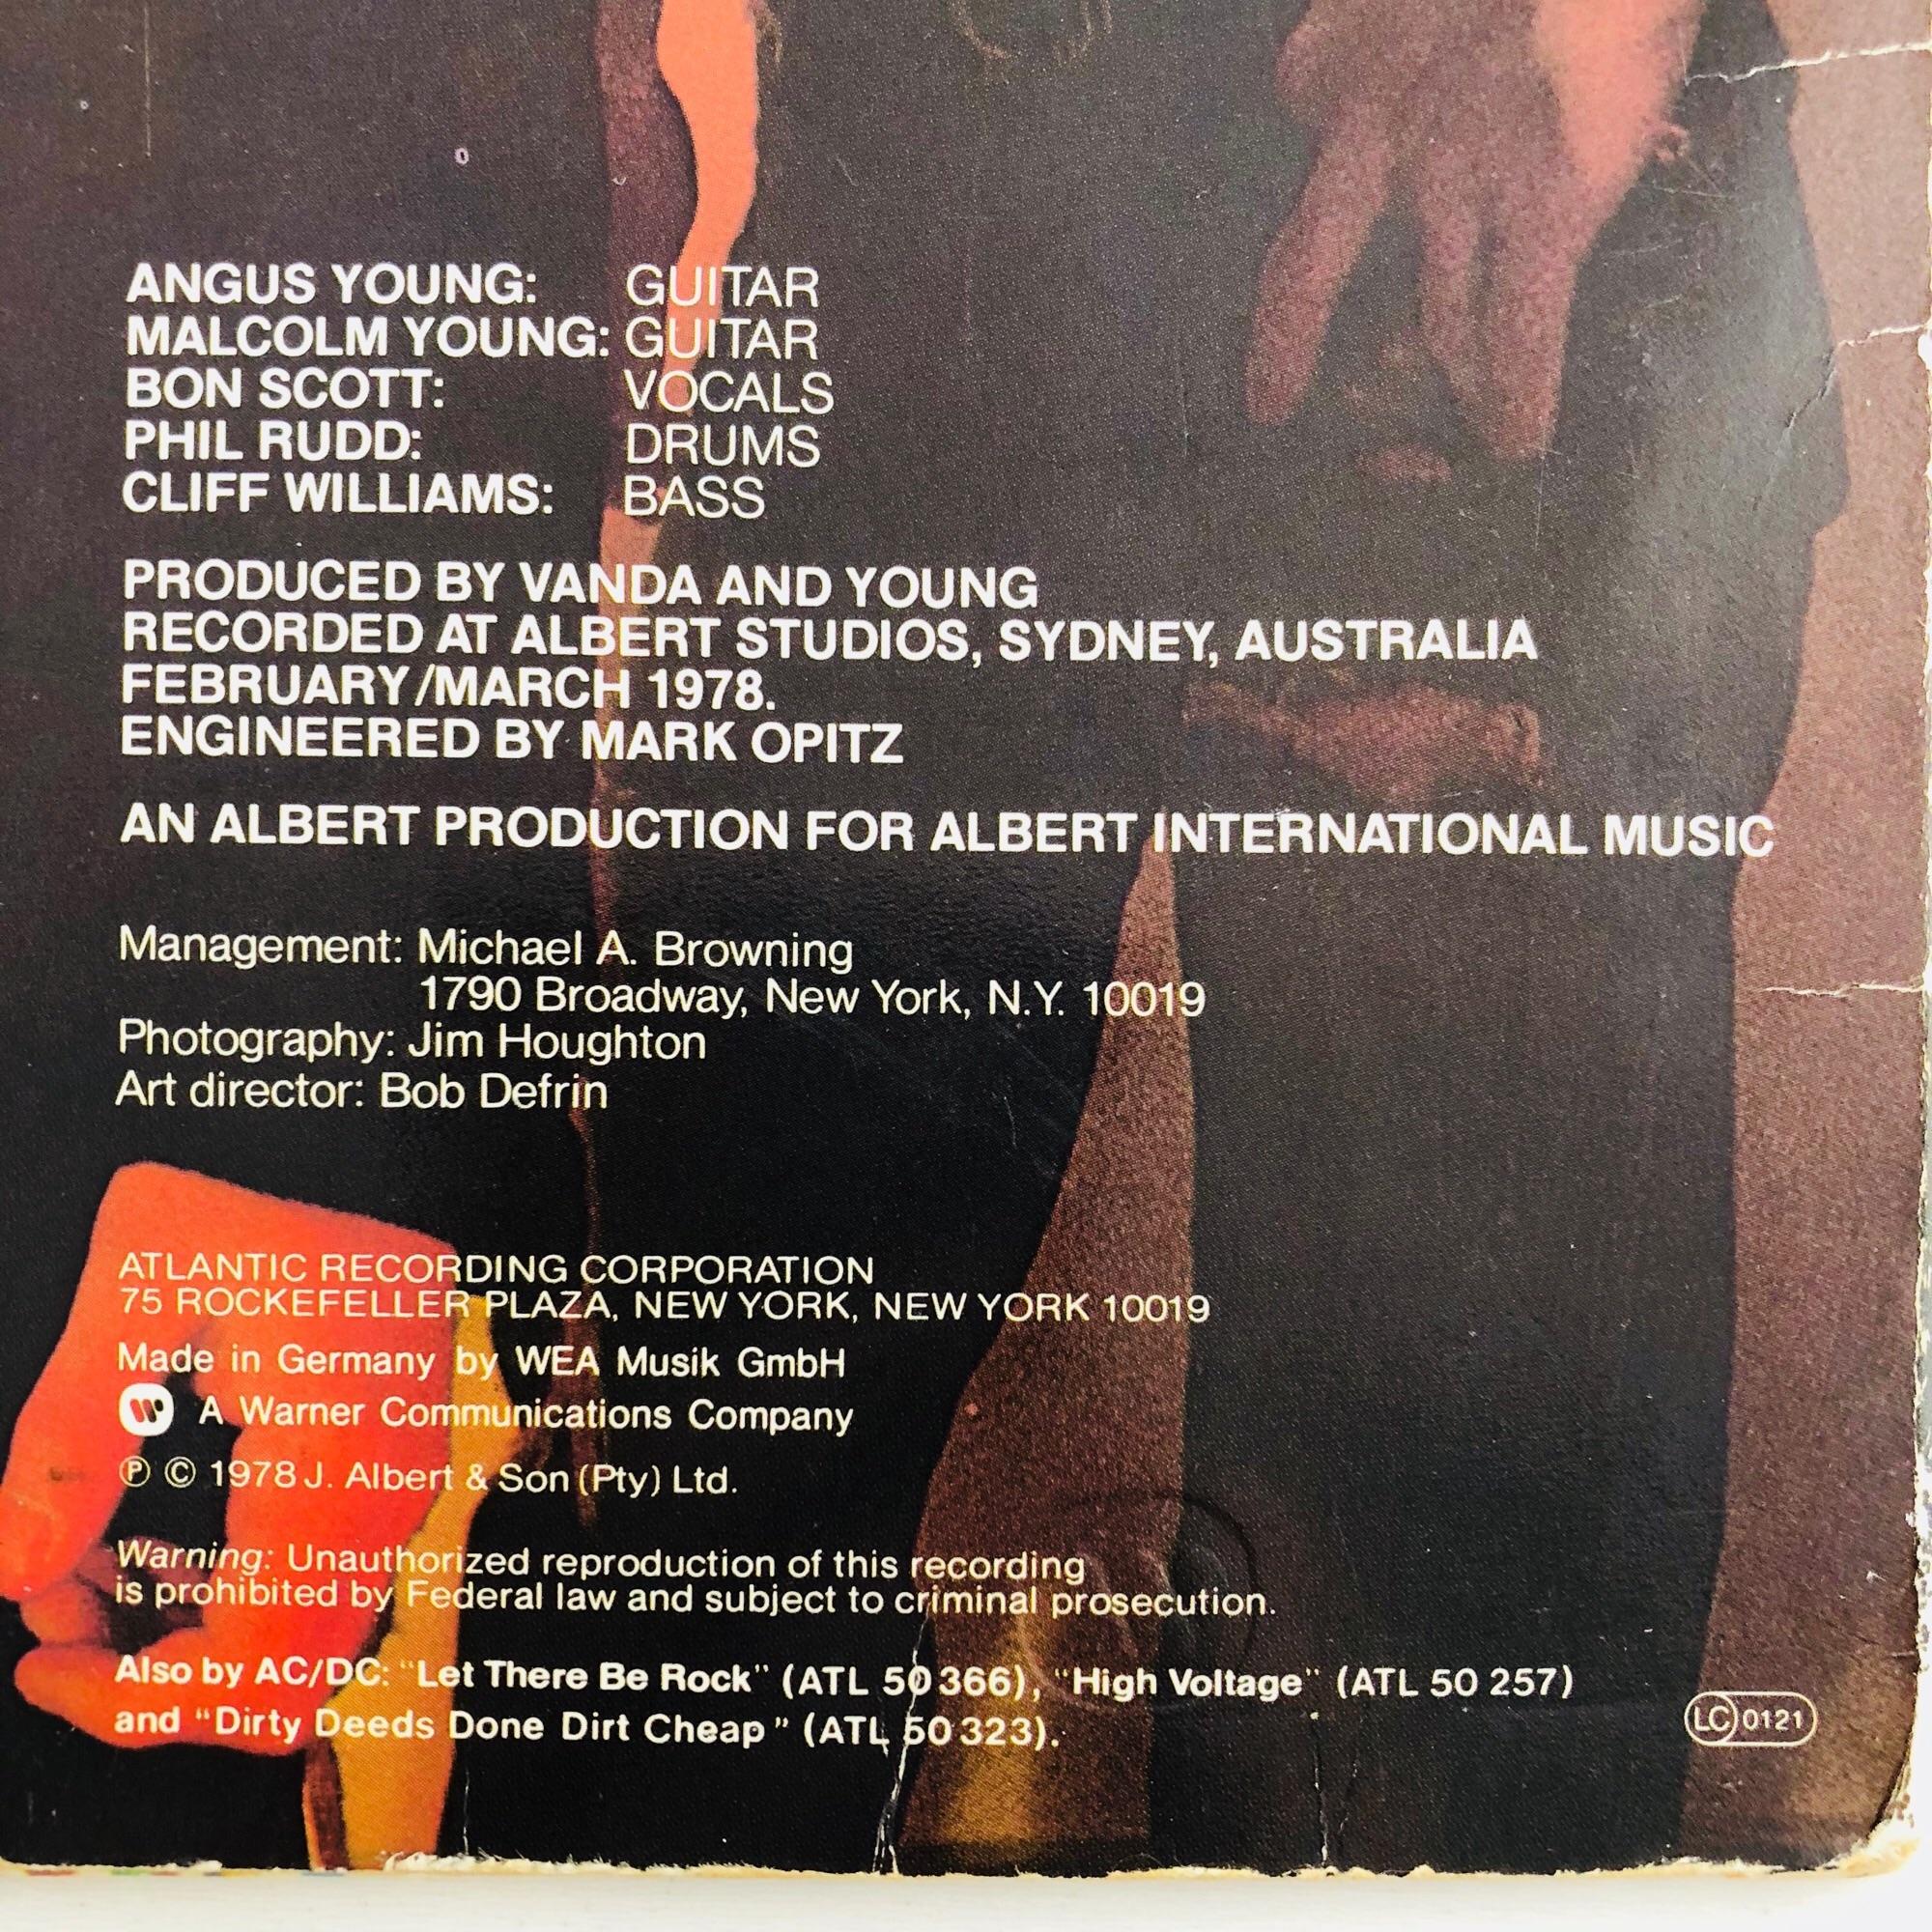 ANGUS YOUNG: GUITAR
MALCOLM YOUNG: GUITAR
BON SCOTT: VOCALS
PHIL RUDD: DRUMS
CLIFF WILLIAMS: BASS
PRODUCED BY VANDA AND YOUNG
RECORDED AT ALBERT STUDIOS, SYDNEY, AUSTRALIA
FEBRUARY/MARCH 1978.
ENGINEERED BY MARK OPITZ
AN ALBERT PRODUCTION FOR ALBERT INTERNATIONAL MUSIC
Management: Michael A. Browning
1790 Broadway, New York, N.Y. 10019
Photography: Jim Houghton
Art director: Bob Defrin
ATLANTIC RECORDING CORPORATION
75 ROCKEFELLER PLAZA, NEW YORK, NEW YORK 10019
Made in Germany by WEA Musik GmbH
A Warner Communications Company
℗ © 1978 J. Albert & Son (Pty) Ltd.
Warning: Unauthorized reproduction of this recording
is prohibited by Federal law and subject to criminal prosecution.
Also by AC/DC: "Let There Be Rock" (ATL 50 366), "High Voltage" (ATL 50 257)
and "Dirty Deeds Done Dirt Cheap" (ATL 50 323).
LC 0121